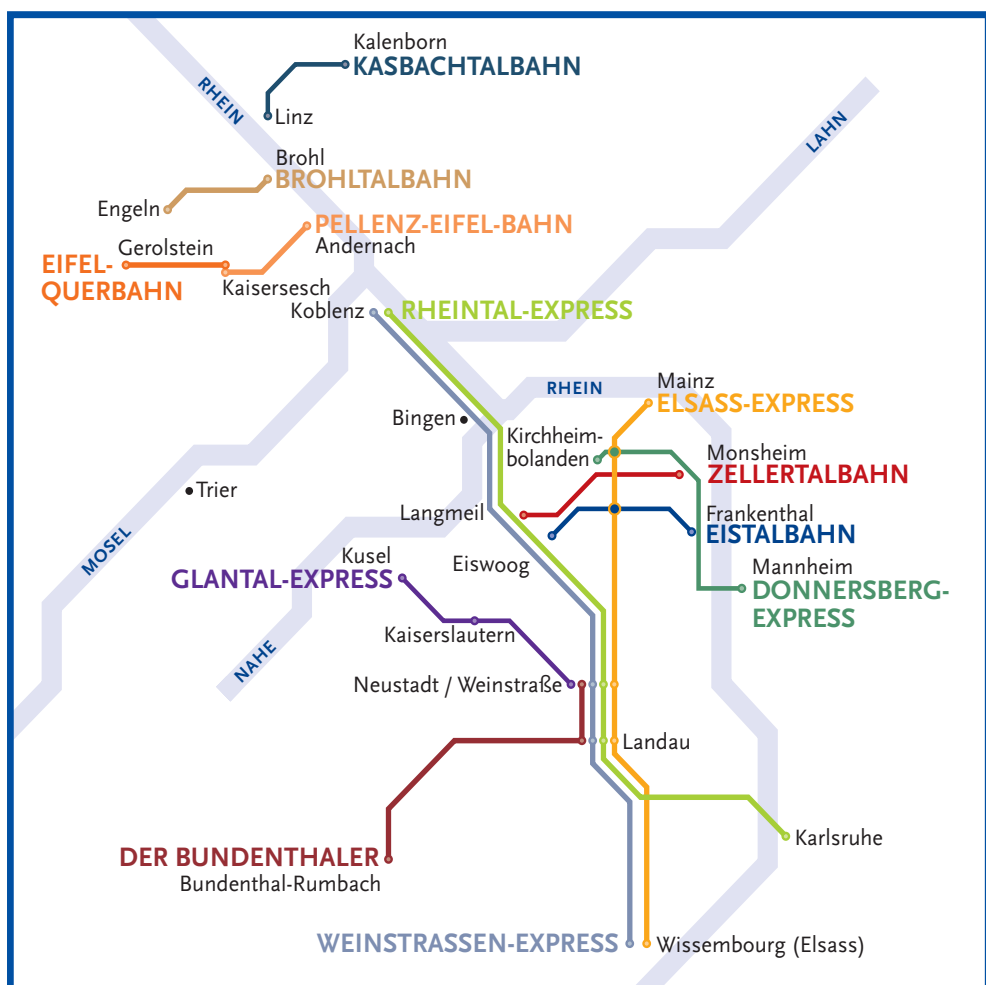 Kalenborn
KASBACHTALBAHN
RHEIN
Linz
LAHN
Brohl
BROHLTALBAHN
Engeln
PELLENZ-EIFEL-BAHN
Andernach
Gerolstein
EIFEL-
QUERBAHN
Kaisersesch
Koblenz
RHEINTAL-EXPRESS
RHEIN
Mainz
ELSASS-EXPRESS
Bingen
Kirchheim-
bolanden
Monsheim
ZELLERTALBAHN
Trier
Langmeil
Frankenthal
EISTALBAHN
MOSEL
Eiswoog
Kusel
GLANTAL-EXPRESS
Mannheim
DONNERSBERG-
EXPRESS
Kaiserslautern
NAHE
Neustadt / Weinstraße
Landau
Karlsruhe
DER BUNDENTHALER
Bundenthal-Rumbach
WEINSTRASSEN-EXPRESS
Wissembourg (Elsass)